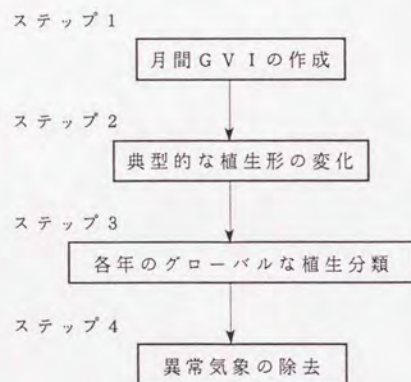 ステップ1
月間GVIの作成
ステップ2
典型的な植生形の変化
ステップ3
各年のグローバルな植生分類
ステップ4
異常気象の除去